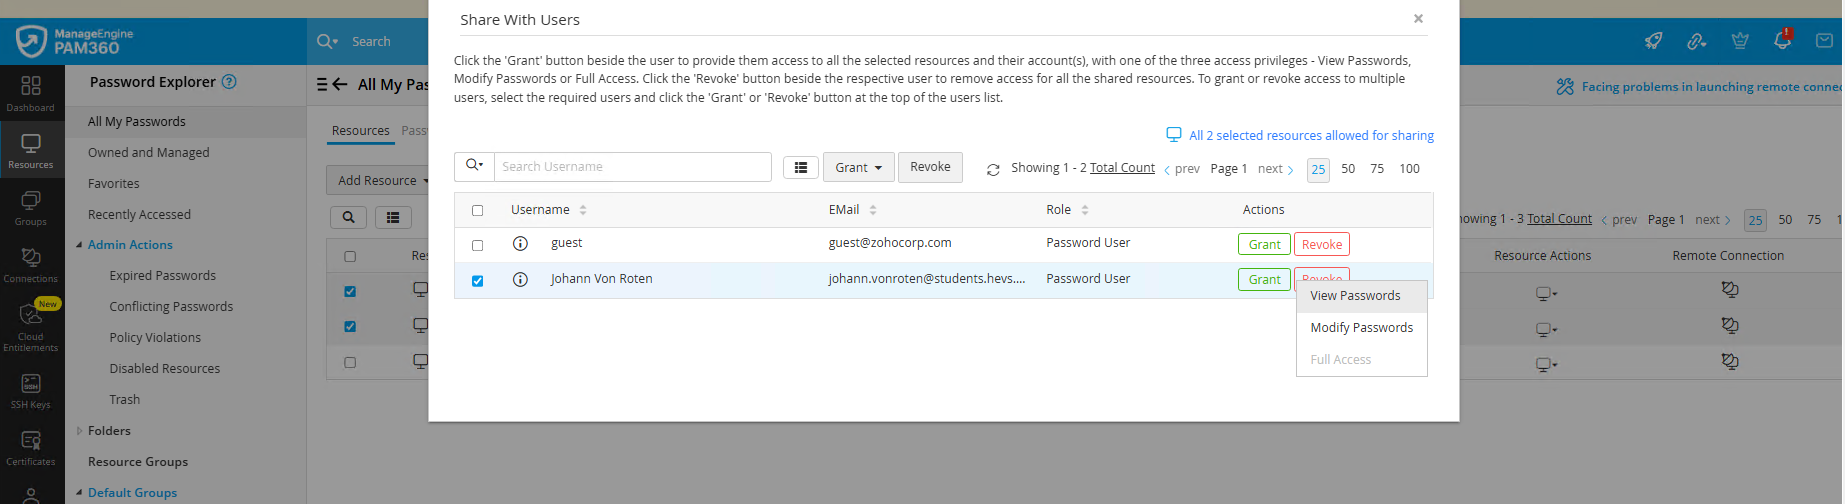 Share With Users
×
ManageEngine
PAM360
Search
Click the 'Grant' button beside the user to provide them access to all the selected resources and their account(s), with one of the three access privileges - View Passwords,
Modify Passwords or Full Access. Click the 'Revoke' button beside the respective user to remove access for all the shared resources. To grant or revoke access to multiple
users, select the required users and click the 'Grant' or 'Revoke' button at the top of the users list.
Password Explorer ?
All My Pas
Facing problems in launching remote connec
Dashboard
All My Passwords
Resources Passw
All 2 selected resources allowed for sharing
Resources
Owned and Managed
Search Username Grant Revoke Showing 1 - 2 Total Count prev Page 1 next 25 50 75 100
Favorites
Add Resource
Groups
Recently Accessed
Username EMail Role Actions
howing 1 - 3 Total Count prev Page 1 next 25 50 75 1
Admin Actions
guest guest@zohocorp.com Password User Grant Revoke
Res
Resource Actions Remote Connection
Connections
Expired Passwords
Johann Von Roten johann.vonroten@students.hevs.... Password User Grant Revoke
View Passwords
New
Conflicting Passwords
Modify Passwords
Cloud
Entitlements
Policy Violations
Full Access
Disabled Resources
SSH
SSH Keys
Trash
Folders
Certificates
Resource Groups
Default Groups